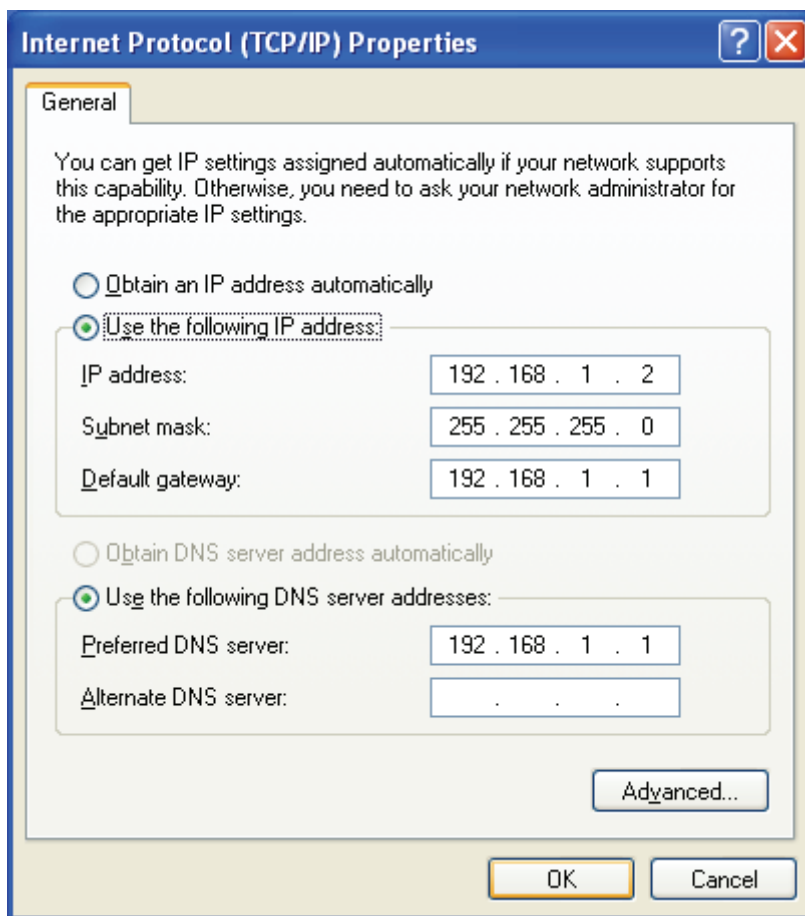 Internet Protocol (TCP/IP) Properties
General
You can get IP settings assigned automatically if your network supports
this capability. Otherwise, you need to ask your network administrator for
the appropriate IP settings.
Obtain an IP address automatically
Use the following IP address:
IP address: 192 . 168 . 1 . 2
Subnet mask: 255 . 255 . 255 . 0
Default gateway: 192 . 168 . 1 . 1
Obtain DNS server address automatically
Use the following DNS server addresses:
Preferred DNS server: 192 . 168 . 1 . 1
Alternate DNS server: . . .
Advanced...
OK Cancel